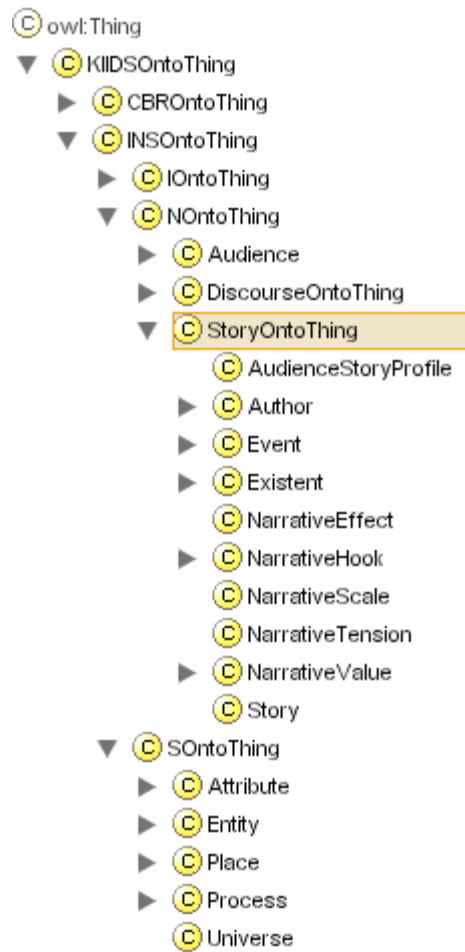 C owl:Thing
C KIIDSOntoThing
C CBROntoThing
C INSOntoThing
C IOntoThing
C NOntoThing
C Audience
C DiscourseOntoThing
C StoryOntoThing
C AudienceStoryProfile
C Author
C Event
C Existent
C NarrativeEffect
C NarrativeHook
C NarrativeScale
C NarrativeTension
C NarrativeValue
C Story
C SOntoThing
C Attribute
C Entity
C Place
C Process
C Universe